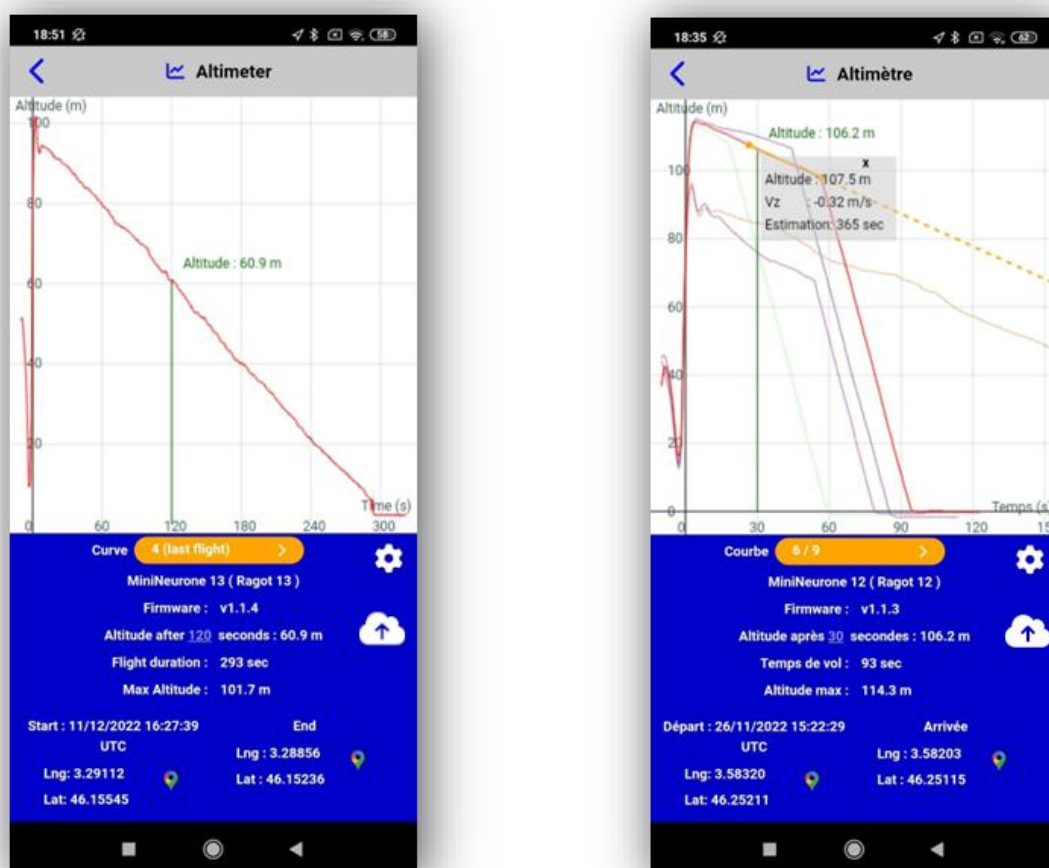 18:51 58
Altimeter
Altitude (m)
100
80
Altitude : 60.9 m
60
40
20
Time (s)
0 60 120 180 240 300
Curve 4 (last flight)
MiniNeurone 13 ( Ragot 13 )
Firmware : v1.1.4
Altitude after 120 seconds : 60.9 m
Flight duration : 293 sec
Max Altitude : 101.7 m
Start : 11/12/2022 16:27:39 End
UTC
Lng : 3.28856
Lng: 3.29112
Lat : 46.15236
Lat: 46.15545
18:35 62
Altimètre
Altitude (m)
Altitude : 106.2 m
x
100
Altitude : 107.5 m
Vz : -0.32 m/s
Estimation: 365 sec
80
60
40
20
0
Temps (s)
0 30 60 90 120 15
Courbe 6 / 9
MiniNeurone 12 ( Ragot 12 )
Firmware : v1.1.3
Altitude après 30 secondes : 106.2 m
Temps de vol : 93 sec
Altitude max : 114.3 m
Départ : 26/11/2022 15:22:29 Arrivée
UTC
Lng : 3.58203
Lng: 3.58320
Lat : 46.25115
Lat: 46.25211